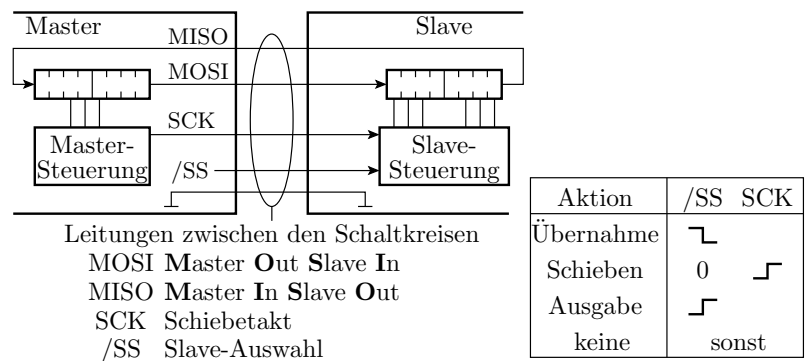 Master
Slave
MISO
MOSI
SCK
Master-
Steuerung
/SS
Slave-
Steuerung
Leitungen zwischen den Schaltkreisen
MOSI Master Out Slave In
MISO Master In Slave Out
SCK Schiebetakt
/SS Slave-Auswahl
Aktion /SS SCK
Übernahme
Schieben 0
Ausgabe
keine sonst